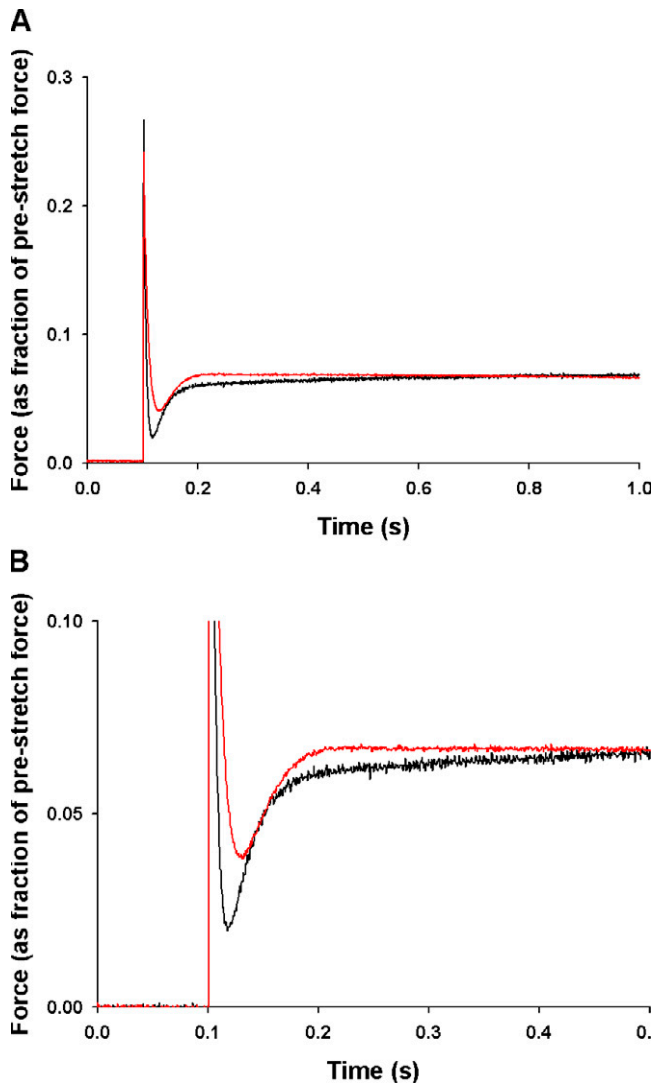 A
Force (as fraction of pre-stretch force)
0.3
0.2
0.1
0.0
0.0 0.2 0.4 0.6 0.8 1.0
Time (s)
B
Force (as fraction of pre-stretch force)
0.10
0.05
0.00
0.0 0.1 0.2 0.3 0.4 0.
Time (s)